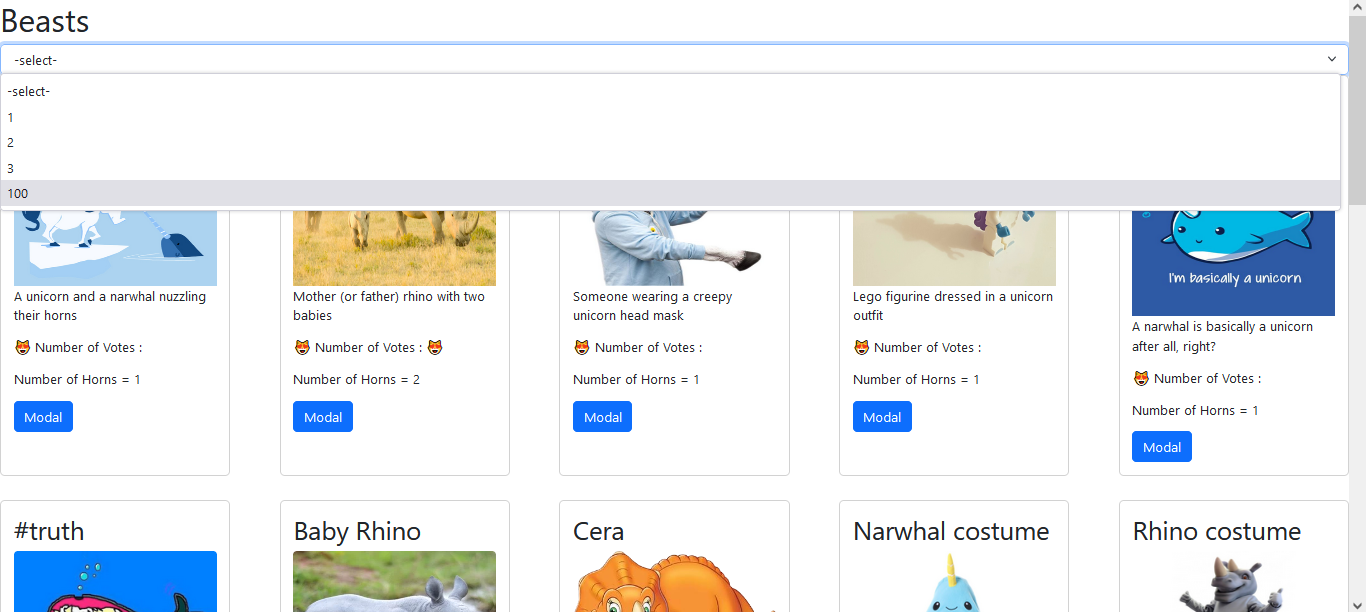 Beasts
-select-
-select-
1
2
3
100
I'm basically a unicorn
A unicorn and a narwhal nuzzling
their horns
😻 Number of Votes :
Number of Horns = 1
Modal
Mother (or father) rhino with two
babies
😻 Number of Votes : 😻
Number of Horns = 2
Modal
Someone wearing a creepy
unicorn head mask
😻 Number of Votes :
Number of Horns = 1
Modal
Lego figurine dressed in a unicorn
outfit
😻 Number of Votes :
Number of Horns = 1
Modal
A narwhal is basically a unicorn
after all, right?
😻 Number of Votes :
Number of Horns = 1
Modal
#truth
Baby Rhino
Cera
Narwhal costume
Rhino costume